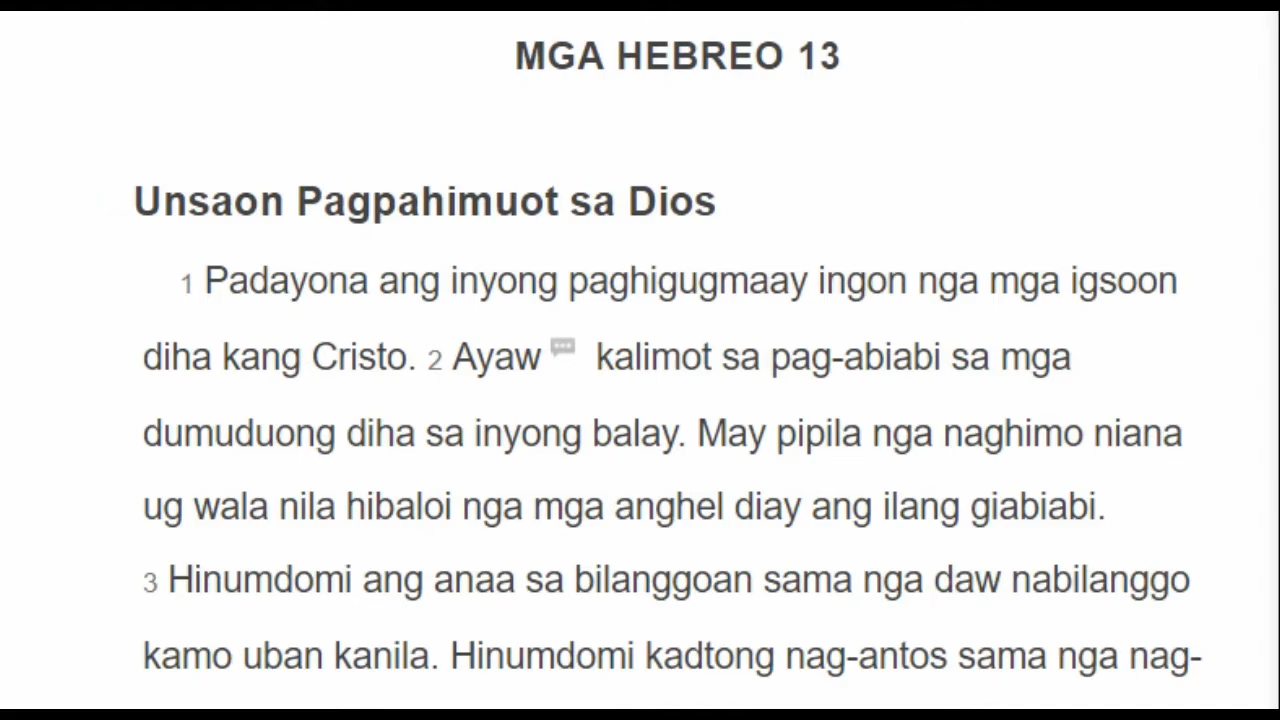 MGA HEBREO 13
Unsaon Pagpahimuot sa Dios
1 Padayona ang inyong paghigugmaay ingon nga mga igsoon
diha kang Cristo. 2 Ayaw kalimot sa pag-abiabi sa mga
dumuduong diha sa inyong balay. May pipila nga naghimo niana
ug wala nila hibaloi nga mga anghel diay ang ilang giabiabi.
3 Hinumdomi ang anaa sa bilanggoan sama nga daw nabilanggo
kamo uban kanila. Hinumdomi kadtong nag-antos sama nga nag-